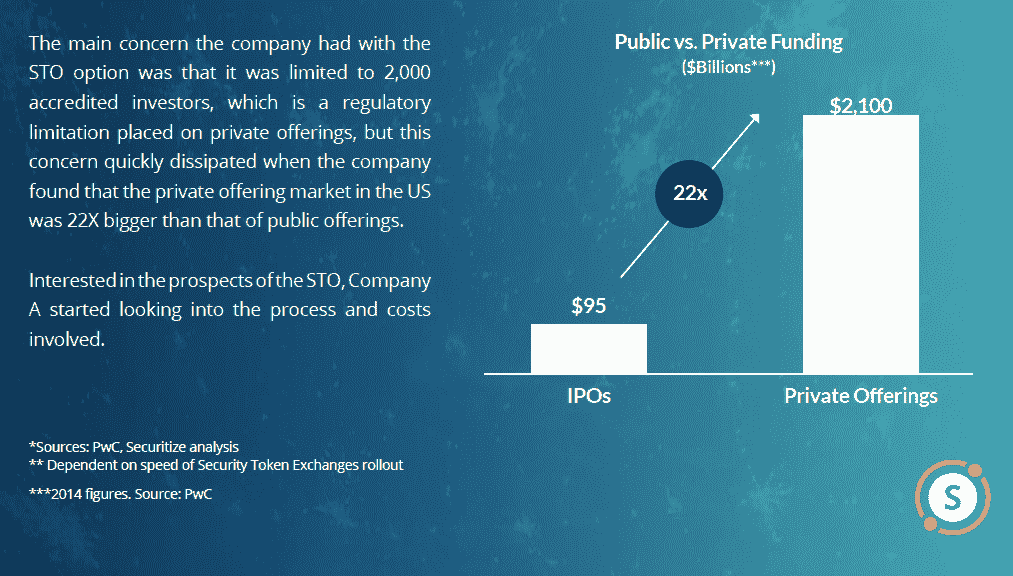 The main concern the company had with the
STO option was that it was limited to 2,000
accredited investors, which is a regulatory
limitation placed on private offerings, but this
concern quickly dissipated when the company
found that the private offering market in the US
was 22X bigger than that of public offerings.
Interested in the prospects of the STO, Company
A started looking into the process and costs
involved.
*Sources: PwC, Securitize analysis
** Dependent on speed of Security Token Exchanges rollout
***2014 figures. Source: PwC
Public vs. Private Funding
($Billions***)
$2,100
22x
$95
IPOs
Private Offerings
S